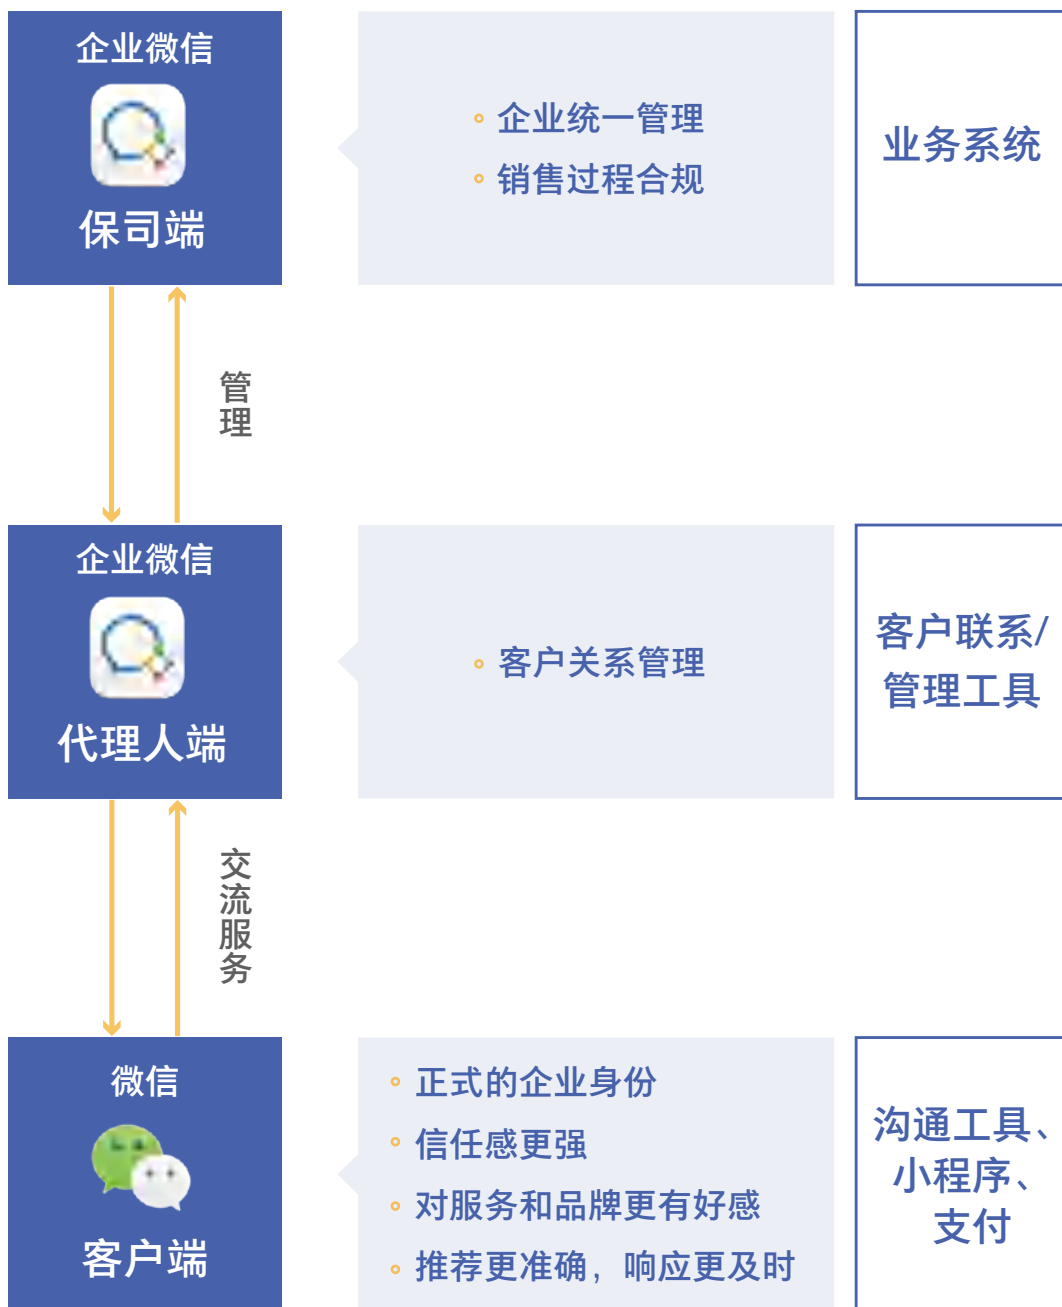 企业微信
保司端
企业统一管理
销售过程合规
业务系统
管理
企业微信
代理人端
客户关系管理
客户联系/
管理工具
交流服务
微信
客户端
正式的企业身份
信任感更强
对服务和品牌更有好感
推荐更准确，响应更及时
沟通工具、
小程序、
支付